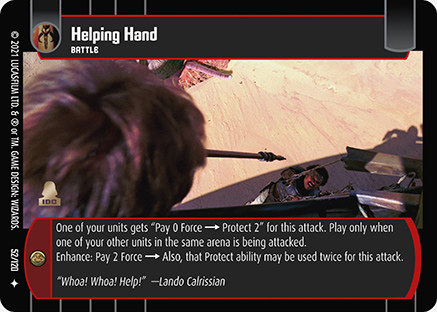 Helping Hand
BATTLE
IDC
One of your units gets “Pay 0 Force → Protect 2” for this attack. Play only when
one of your other units in the same arena is being attacked.
Enhance: Pay 2 Force → Also, that Protect ability may be used twice for this attack.
“Whoa! Whoa! Help!” —Lando Calrissian
© 2021 LUCASFILM LTD. & ® OR TM. GAME DESIGN: WIZARDS.
52/120